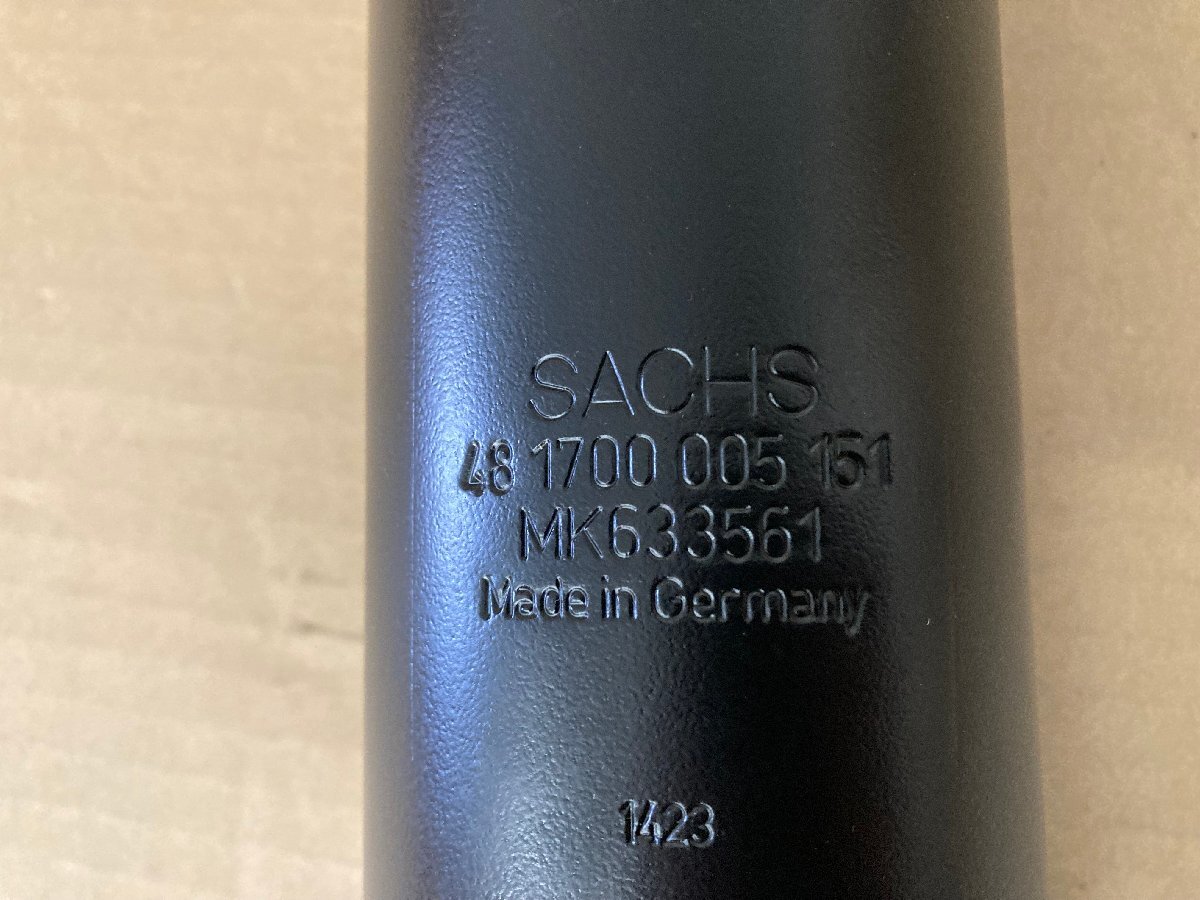 SACHS
48 1700 005 151
MK633561
Made in Germany
1423